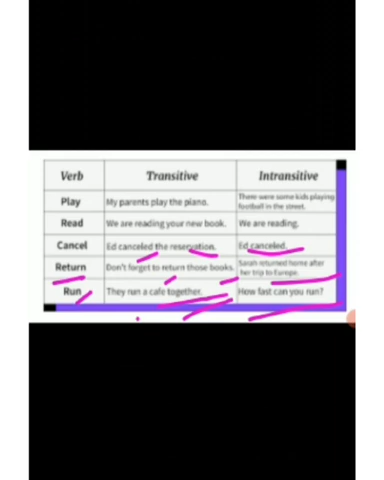 Verb Transitive Intransitive
Play My parents play the piano. There were some kids playing
football in the street.
Read We are reading your new book. We are reading.
Cancel Ed canceled the reservation. Ed canceled.
Return Don't forget to return those books. Sarah returned home after
her trip to Europe.
Run They run a cafe together. How fast can you run?